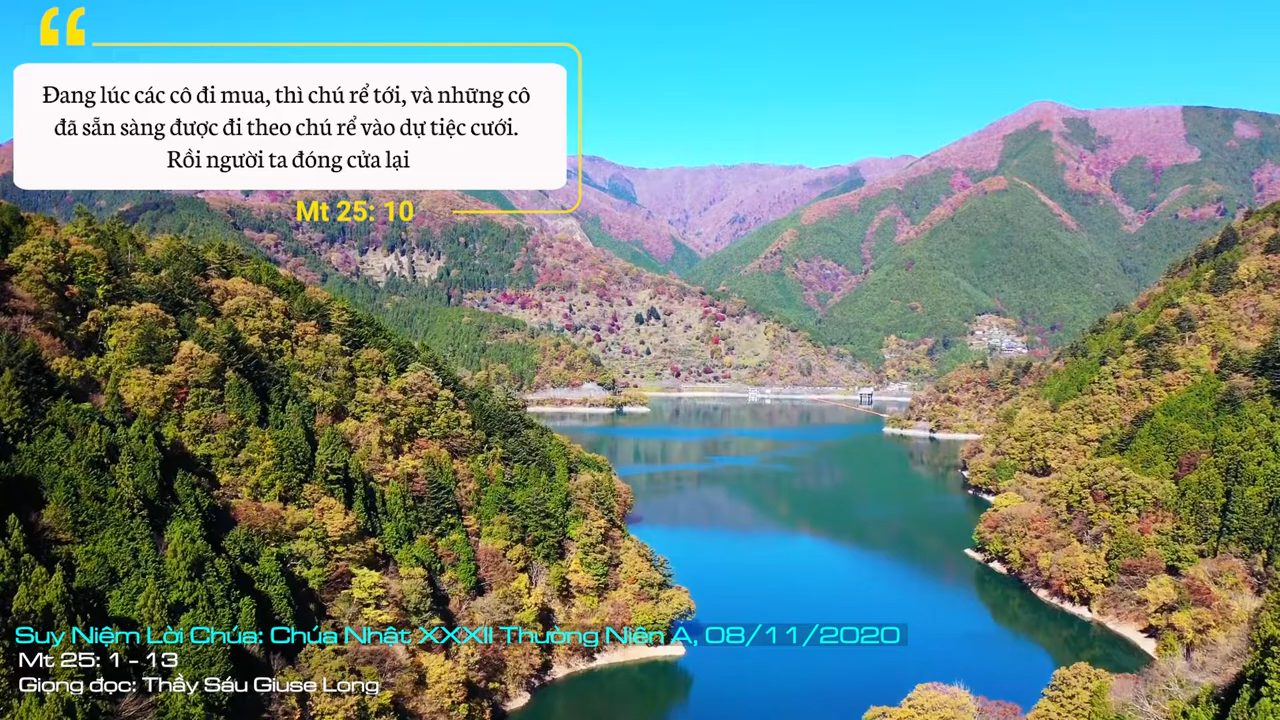 Đang lúc các cô đi mua, thì chú rể tới, và những cô
đã sẵn sàng được đi theo chú rể vào dự tiệc cưới.
Rồi người ta đóng cửa lại
Mt 25: 10
Suy Niệm Lời Chúa: Chúa Nhật XXXII Thường Niên A, 08/11/2020
Mt 25: 1 - 13
Giọng đọc: Thầy Sáu Giuse Long